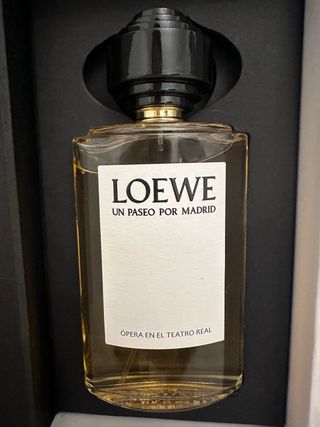 LOEWE
UN PASEO POR MADRID
ÓPERA EN EL TEATRO REAL